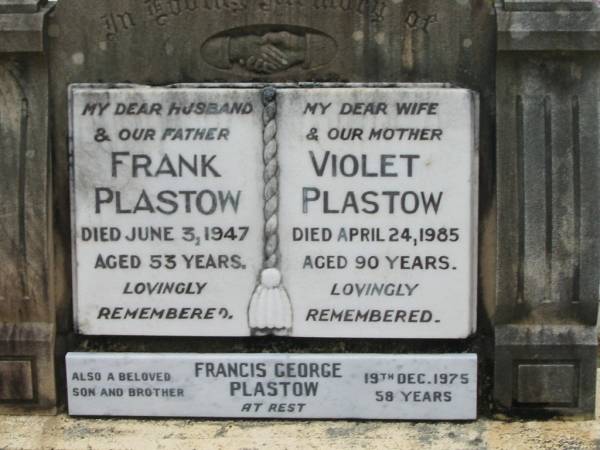 In Loving Memory of
MY DEAR HUSBAND
& OUR FATHER
FRANK
PLASTOW
DIED JUNE 3, 1947
AGED 53 YEARS.
LOVINGLY
REMEMBERED.
MY DEAR WIFE
& OUR MOTHER
VIOLET
PLASTOW
DIED APRIL 24, 1985
AGED 90 YEARS.
LOVINGLY
REMEMBERED.
ALSO A BELOVED
SON AND BROTHER
FRANCIS GEORGE
PLASTOW
AT REST
19TH DEC. 1975
58 YEARS